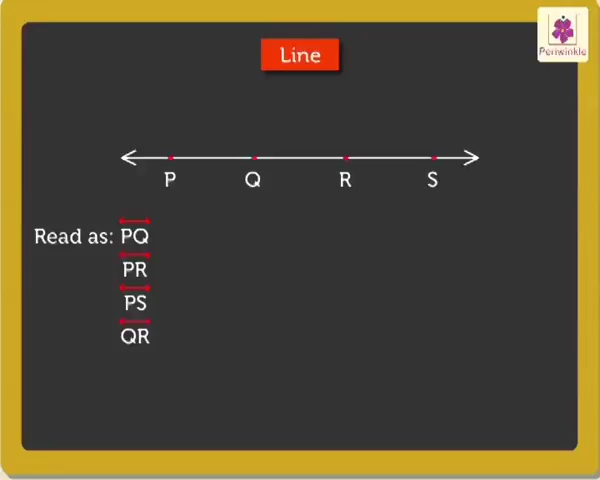 Periwinkle
Line
P Q R S
Read as: PQ
PR
PS
QR